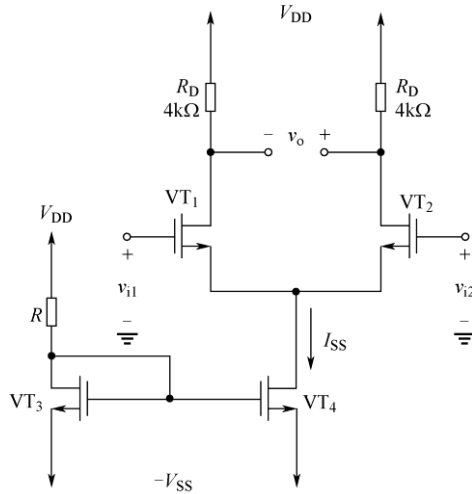 V_DD
R_D
4kΩ
R_D
4kΩ
− v_o +
VT_1
VT_2
V_DD
+
v_i1
−
+
v_i2
−
R
I_SS
VT_3
VT_4
−V_SS